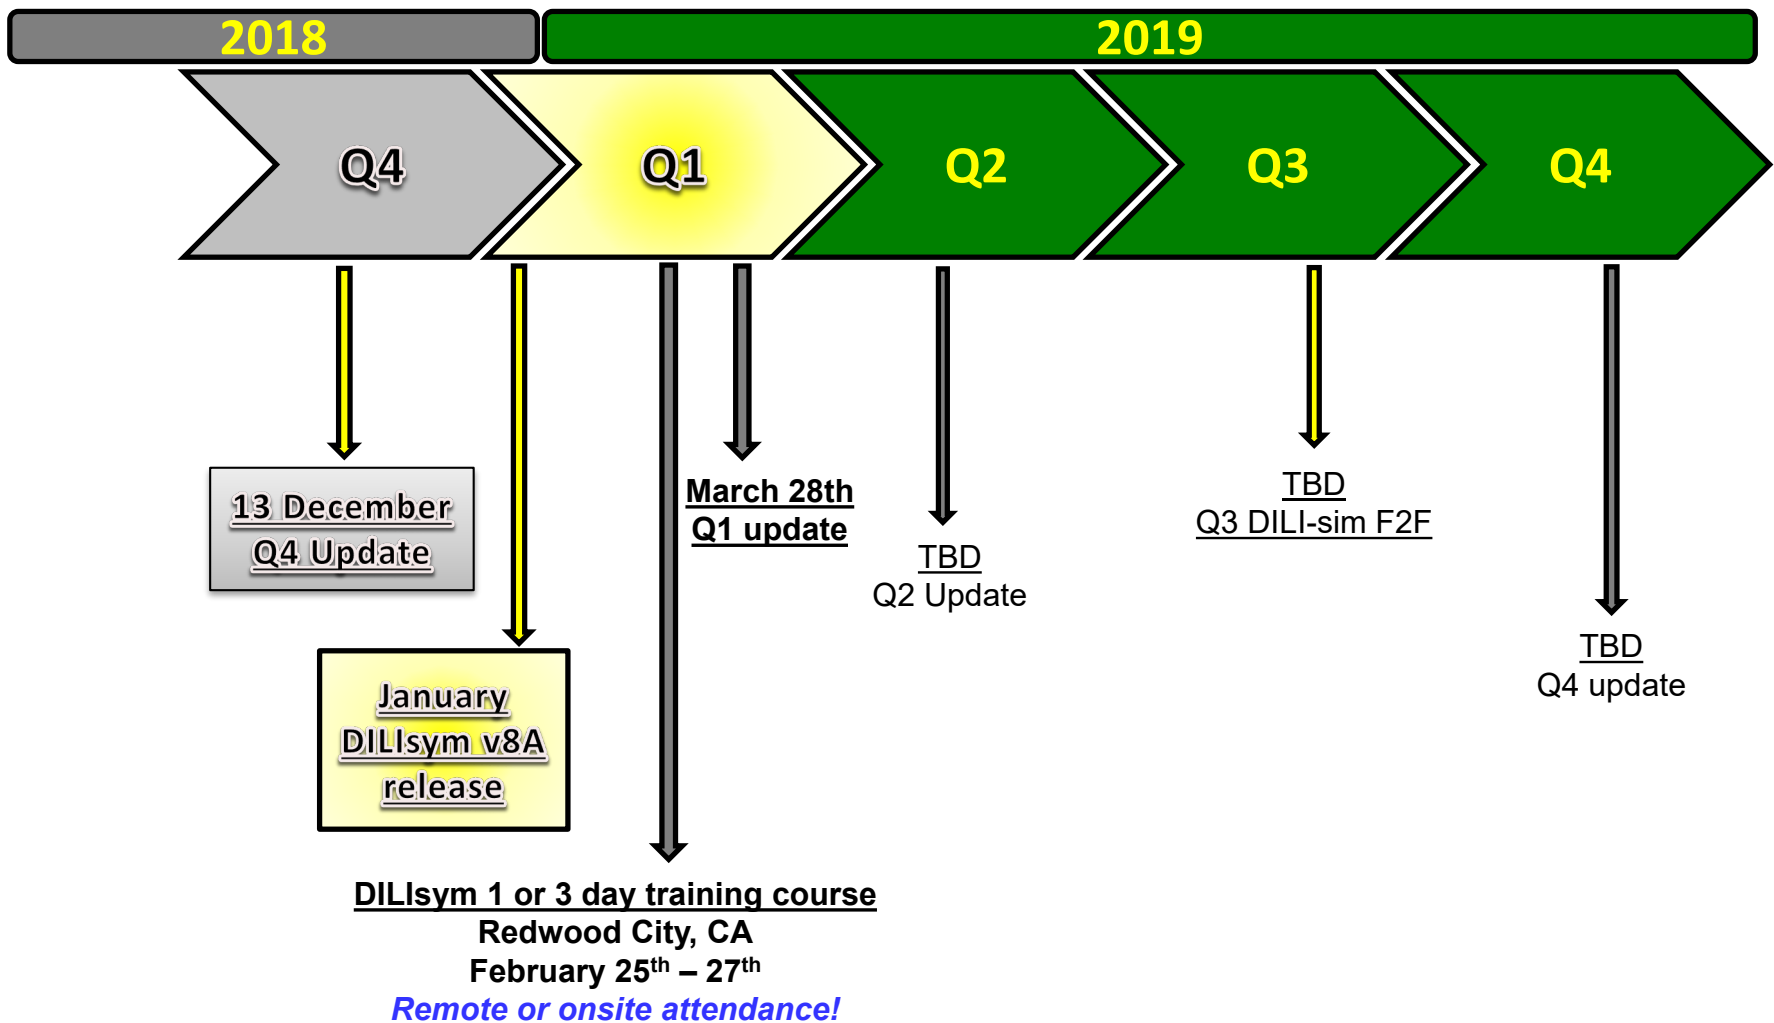 2018
2019
Q4
Q1
Q2
Q3
Q4
13 December
Q4 Update
January
DILIsym v8A
release
DILIsym 1 or 3 day training course
Redwood City, CA
February 25th – 27th
Remote or onsite attendance!
March 28th
Q1 update
TBD
Q2 Update
TBD
Q3 DILI-sim F2F
TBD
Q4 update